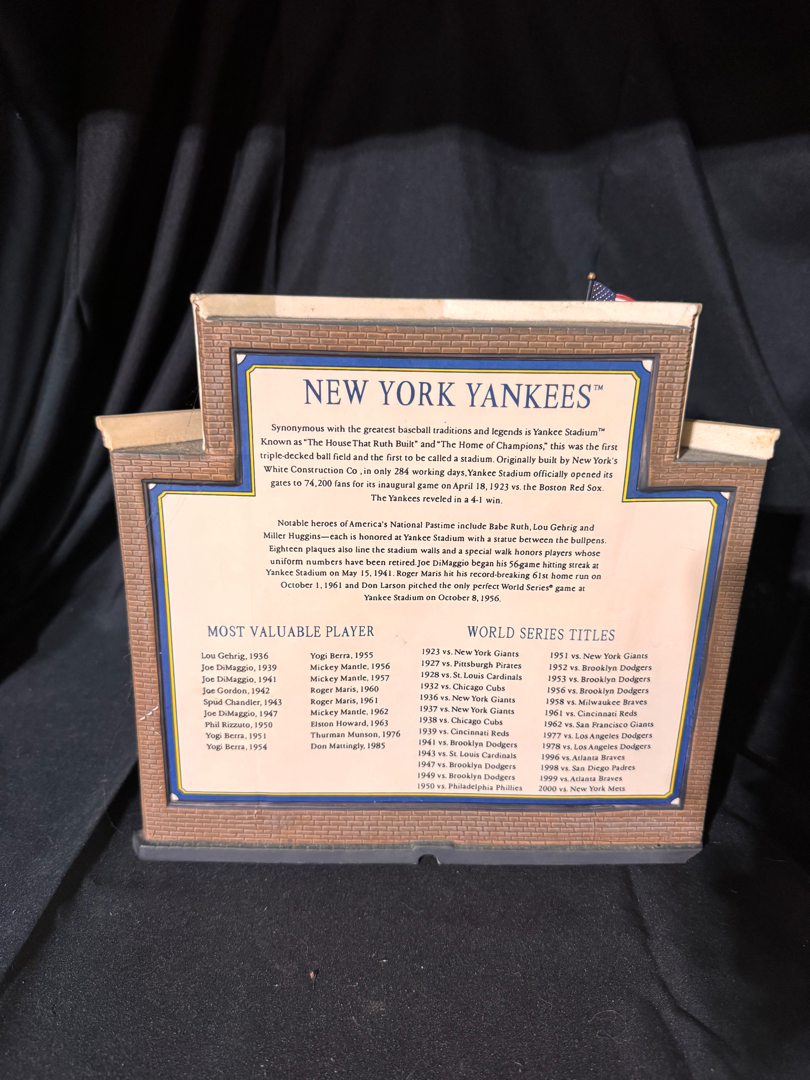 NEW YORK YANKEES™
Synonymous with the greatest baseball traditions and legends is Yankee Stadium™
Known as "The House That Ruth Built" and "The Home of Champions," this was the first
triple-decked ball field and the first to be called a stadium. Originally built by New York's
White Construction Co , in only 284 working days, Yankee Stadium officially opened its
gates to 74,200 fans for its inaugural game on April 18, 1923 vs. the Boston Red Sox.
The Yankees reveled in a 4-1 win.
Notable heroes of America's National Pastime include Babe Ruth, Lou Gehrig and
Miller Huggins—each is honored at Yankee Stadium with a statue between the bullpens.
Eighteen plaques also line the stadium walls and a special walk honors players whose
uniform numbers have been retired. Joe DiMaggio began his 56-game hitting streak at
Yankee Stadium on May 15, 1941. Roger Maris hit his record-breaking 61st home run on
October 1, 1961 and Don Larson pitched the only perfect World Series® game at
Yankee Stadium on October 8, 1956.
MOST VALUABLE PLAYER
Lou Gehrig, 1936
Joe DiMaggio, 1939
Joe DiMaggio, 1941
Joe Gordon, 1942
Spud Chandler, 1943
Joe DiMaggio, 1947
Phil Rizzuto, 1950
Yogi Berra, 1951
Yogi Berra, 1954
Yogi Berra, 1955
Mickey Mantle, 1956
Mickey Mantle, 1957
Roger Maris, 1960
Roger Maris, 1961
Mickey Mantle, 1962
Elston Howard, 1963
Thurman Munson, 1976
Don Mattingly, 1985
WORLD SERIES TITLES
1923 vs. New York Giants
1927 vs. Pittsburgh Pirates
1928 vs. St. Louis Cardinals
1932 vs. Chicago Cubs
1936 vs. New York Giants
1937 vs. New York Giants
1938 vs. Chicago Cubs
1939 vs. Cincinnati Reds
1941 vs. Brooklyn Dodgers
1943 vs. St. Louis Cardinals
1947 vs. Brooklyn Dodgers
1949 vs. Brooklyn Dodgers
1950 vs. Philadelphia Phillies
1951 vs. New York Giants
1952 vs. Brooklyn Dodgers
1953 vs. Brooklyn Dodgers
1956 vs. Brooklyn Dodgers
1958 vs. Milwaukee Braves
1961 vs. Cincinnati Reds
1962 vs. San Francisco Giants
1977 vs. Los Angeles Dodgers
1978 vs. Los Angeles Dodgers
1996 vs. Atlanta Braves
1998 vs. San Diego Padres
1999 vs. Atlanta Braves
2000 vs. New York Mets